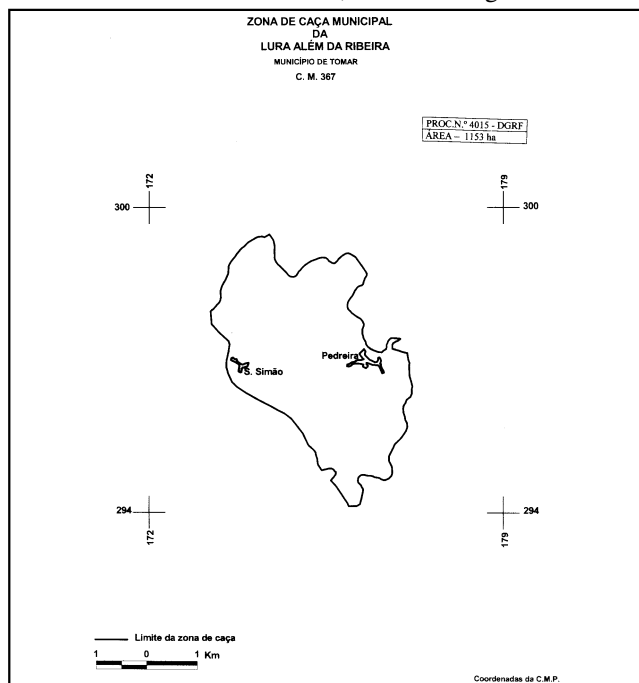 ZONA DE CAÇA MUNICIPAL
DA
LURA ALÉM DA RIBEIRA
MUNICÍPIO DE TOMAR
C. M. 367
PROC.N.º 4015 - DGRF
ÁREA – 1153 ha
172
179
300
300
Pedreira
S. Simão
294
294
172
179
Limite da zona de caça
1 0 1 Km
Coordenadas da C.M.P.